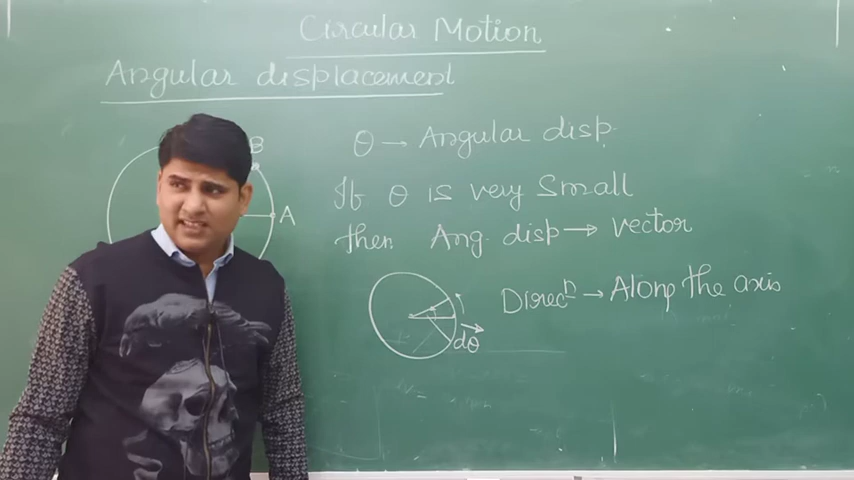 Circular Motion
Angular displacement
B
A
θ → Angular disp.
If θ is very small
then Ang. disp → vector
Direcⁿ → Along the axis
dθ